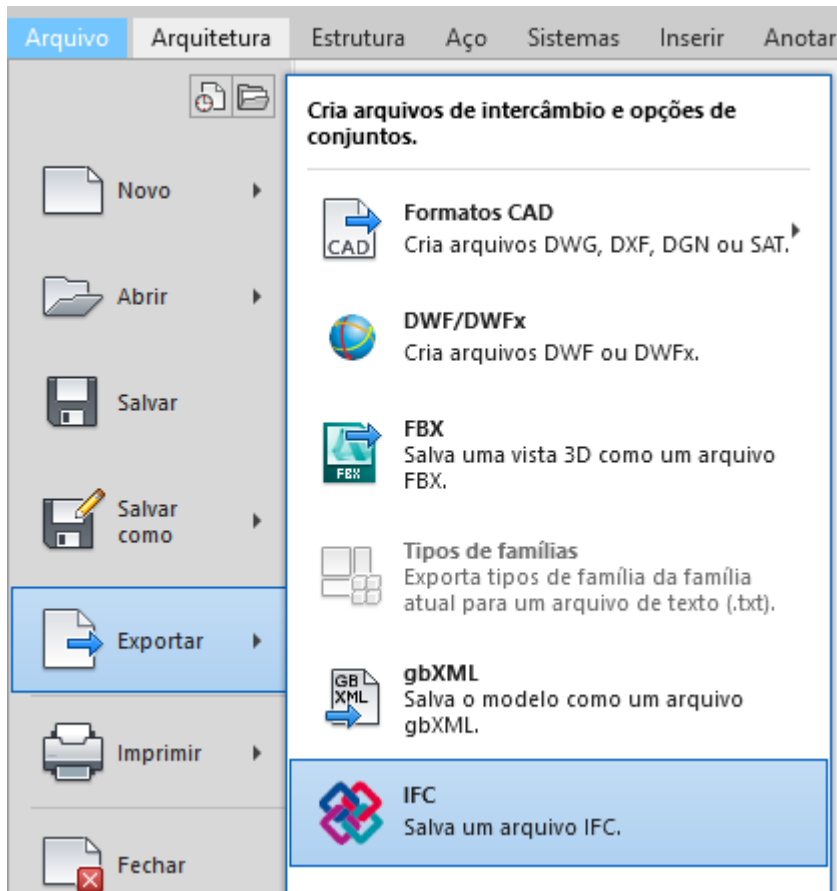 Arquivo Arquitetura Estrutura Aço Sistemas Inserir Anotar
Novo
Abrir
Salvar
Salvar
como
Exportar
Imprimir
Fechar
Cria arquivos de intercâmbio e opções de
conjuntos.
CAD
Formatos CAD
Cria arquivos DWG, DXF, DGN ou SAT.
DWF/DWFx
Cria arquivos DWF ou DWFx.
FBX
FBX
Salva uma vista 3D como um arquivo
FBX.
Tipos de famílias
Exporta tipos de família da família
atual para um arquivo de texto (.txt).
GB
XML
gbXML
Salva o modelo como um arquivo
gbXML.
IFC
Salva um arquivo IFC.